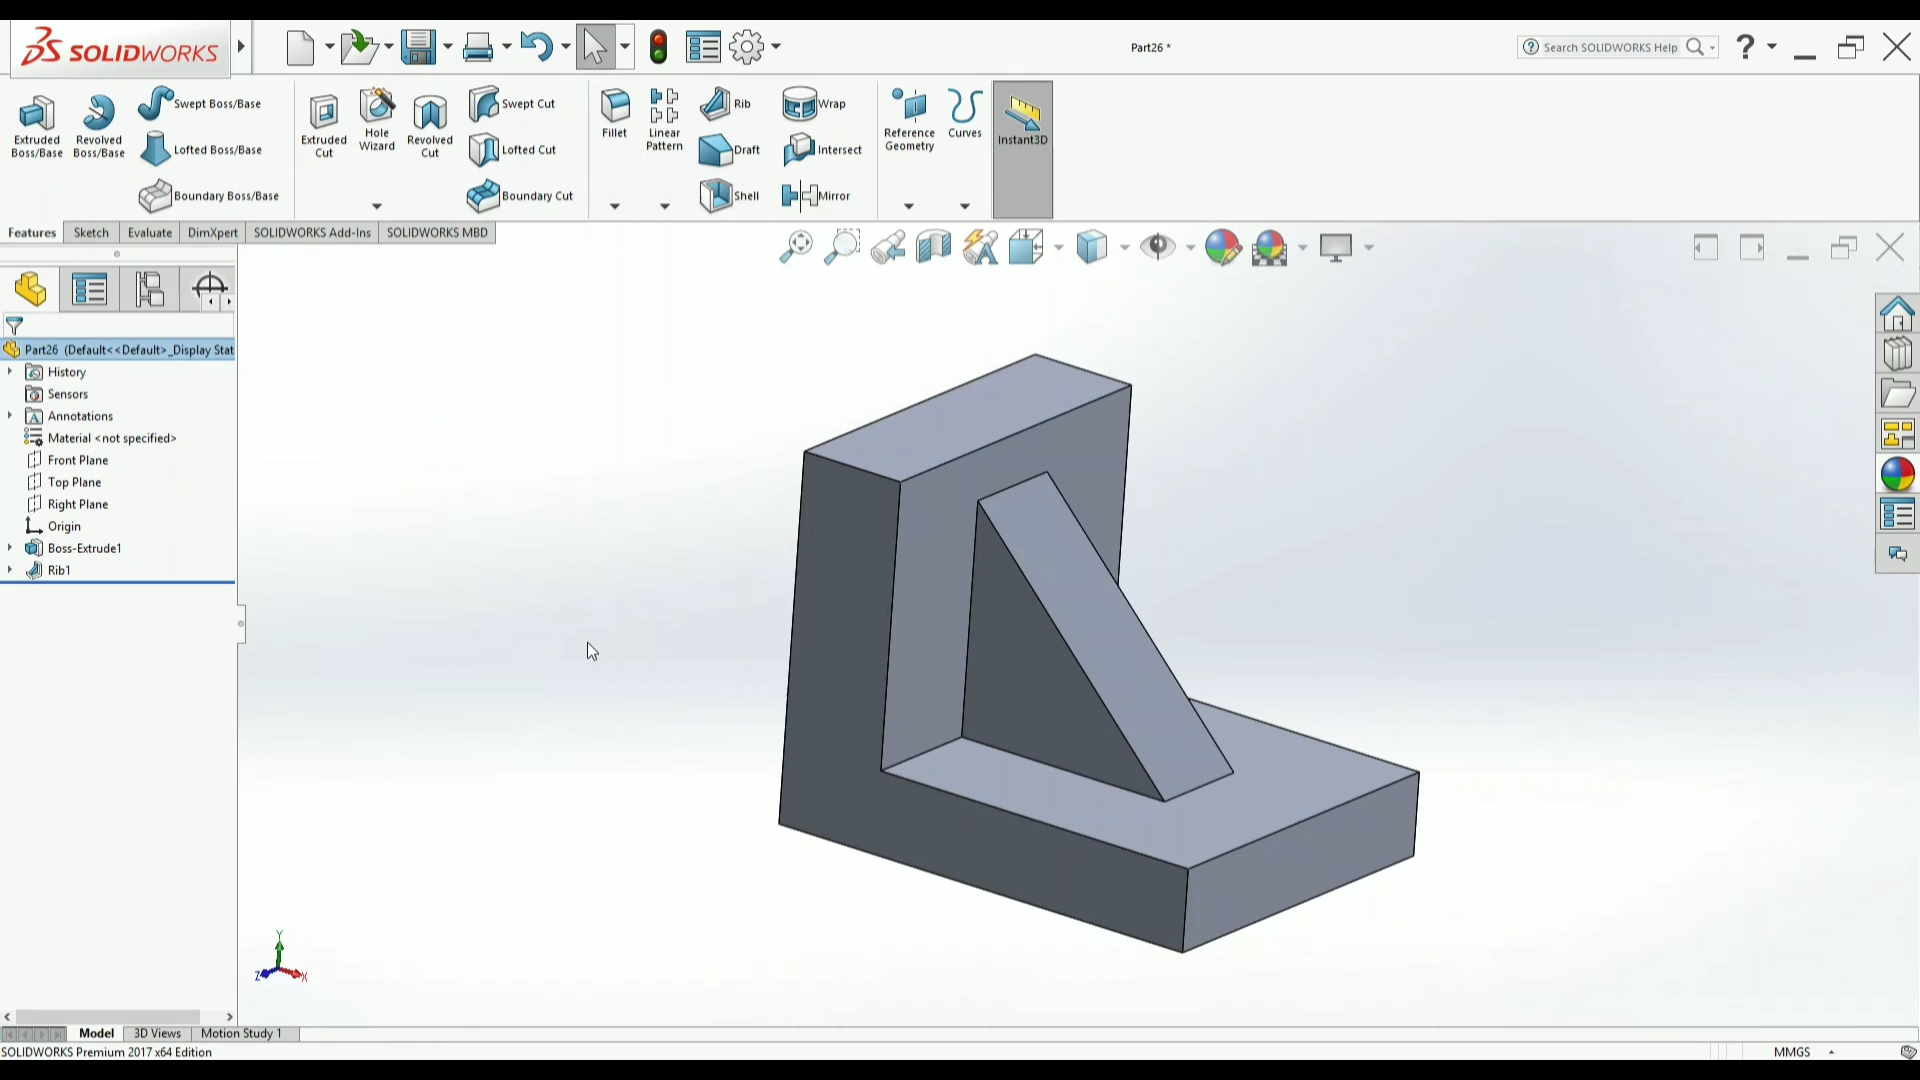 SOLIDWORKS
Part26 *
Search SOLIDWORKS Help
?
Extruded Boss/Base
Revolved Boss/Base
Swept Boss/Base
Lofted Boss/Base
Boundary Boss/Base
Extruded Cut
Hole Wizard
Revolved Cut
Swept Cut
Lofted Cut
Boundary Cut
Fillet
Linear Pattern
Rib
Draft
Shell
Wrap
Intersect
Mirror
Reference Geometry
Curves
Instant3D
Features
Sketch
Evaluate
DimXpert
SOLIDWORKS Add-Ins
SOLIDWORKS MBD
Part26 (Default<<Default>_Display Stat
History
Sensors
Annotations
Material <not specified>
Front Plane
Top Plane
Right Plane
Origin
Boss-Extrude1
Rib1
Y
Z
X
Model
3D Views
Motion Study 1
SOLIDWORKS Premium 2017 x64 Edition
MMGS